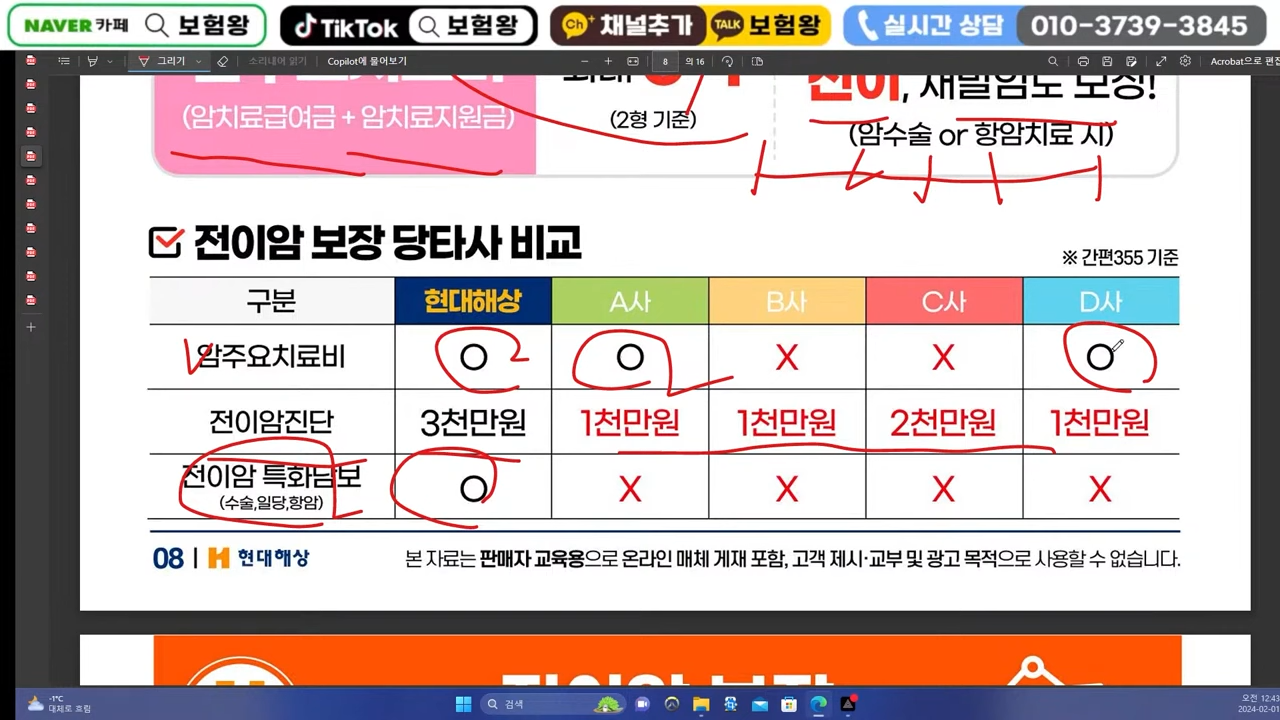 NAVER 카페 보험왕 TikTok 보험왕 Ch+ 채널추가 TALK 보험왕 실시간 상담 010-3739-3845
그리기 소리내어 읽기 Copilot에 물어보기 8 의 16 Acrobat으로 편집
전이, 재발암도 보장!
(암치료급여금 + 암치료지원금) (2형 기준) (암수술 or 항암치료 시)
전이암 보장 당타사 비교
※ 간편355 기준
구분 현대해상 A사 B사 C사 D사
암주요치료비 O O X X O
전이암진단 3천만원 1천만원 1천만원 2천만원 1천만원
전이암 특화담보 O X X X X
(수술,일당,항암)
08 | 현대해상 본 자료는 판매자 교육용으로 온라인 매체 게재 포함, 고객 제시·교부 및 광고 목적으로 사용할 수 없습니다.
-1°C
대체로 흐림
검색
오전 12:43
2024-02-01